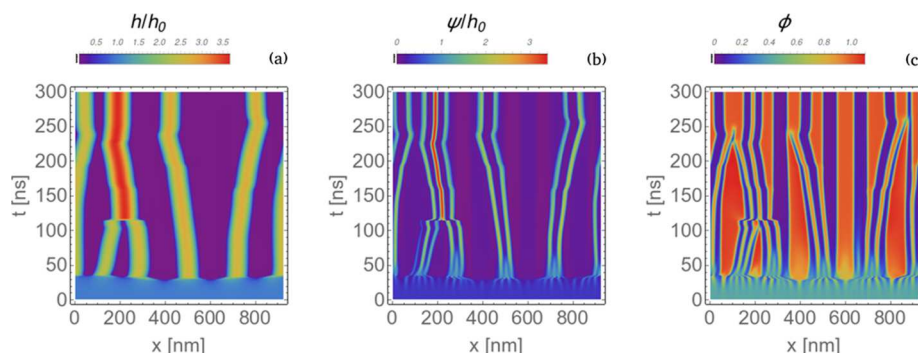 h/h0 ψ/h0 ϕ
0.5 1.0 1.5 2.0 2.5 3.0 3.5 (a) 0 1 2 3 (b) 0 0.2 0.4 0.6 0.8 1.0 (c
300 300 300
250 250 250
200 200 200
t [ns] t [ns] t [ns]
150 150 150
100 100 100
50 50 50
0 0 0
0 200 400 600 800 0 200 400 600 800 0 200 400 600 800
x [nm] x [nm] x [nm]